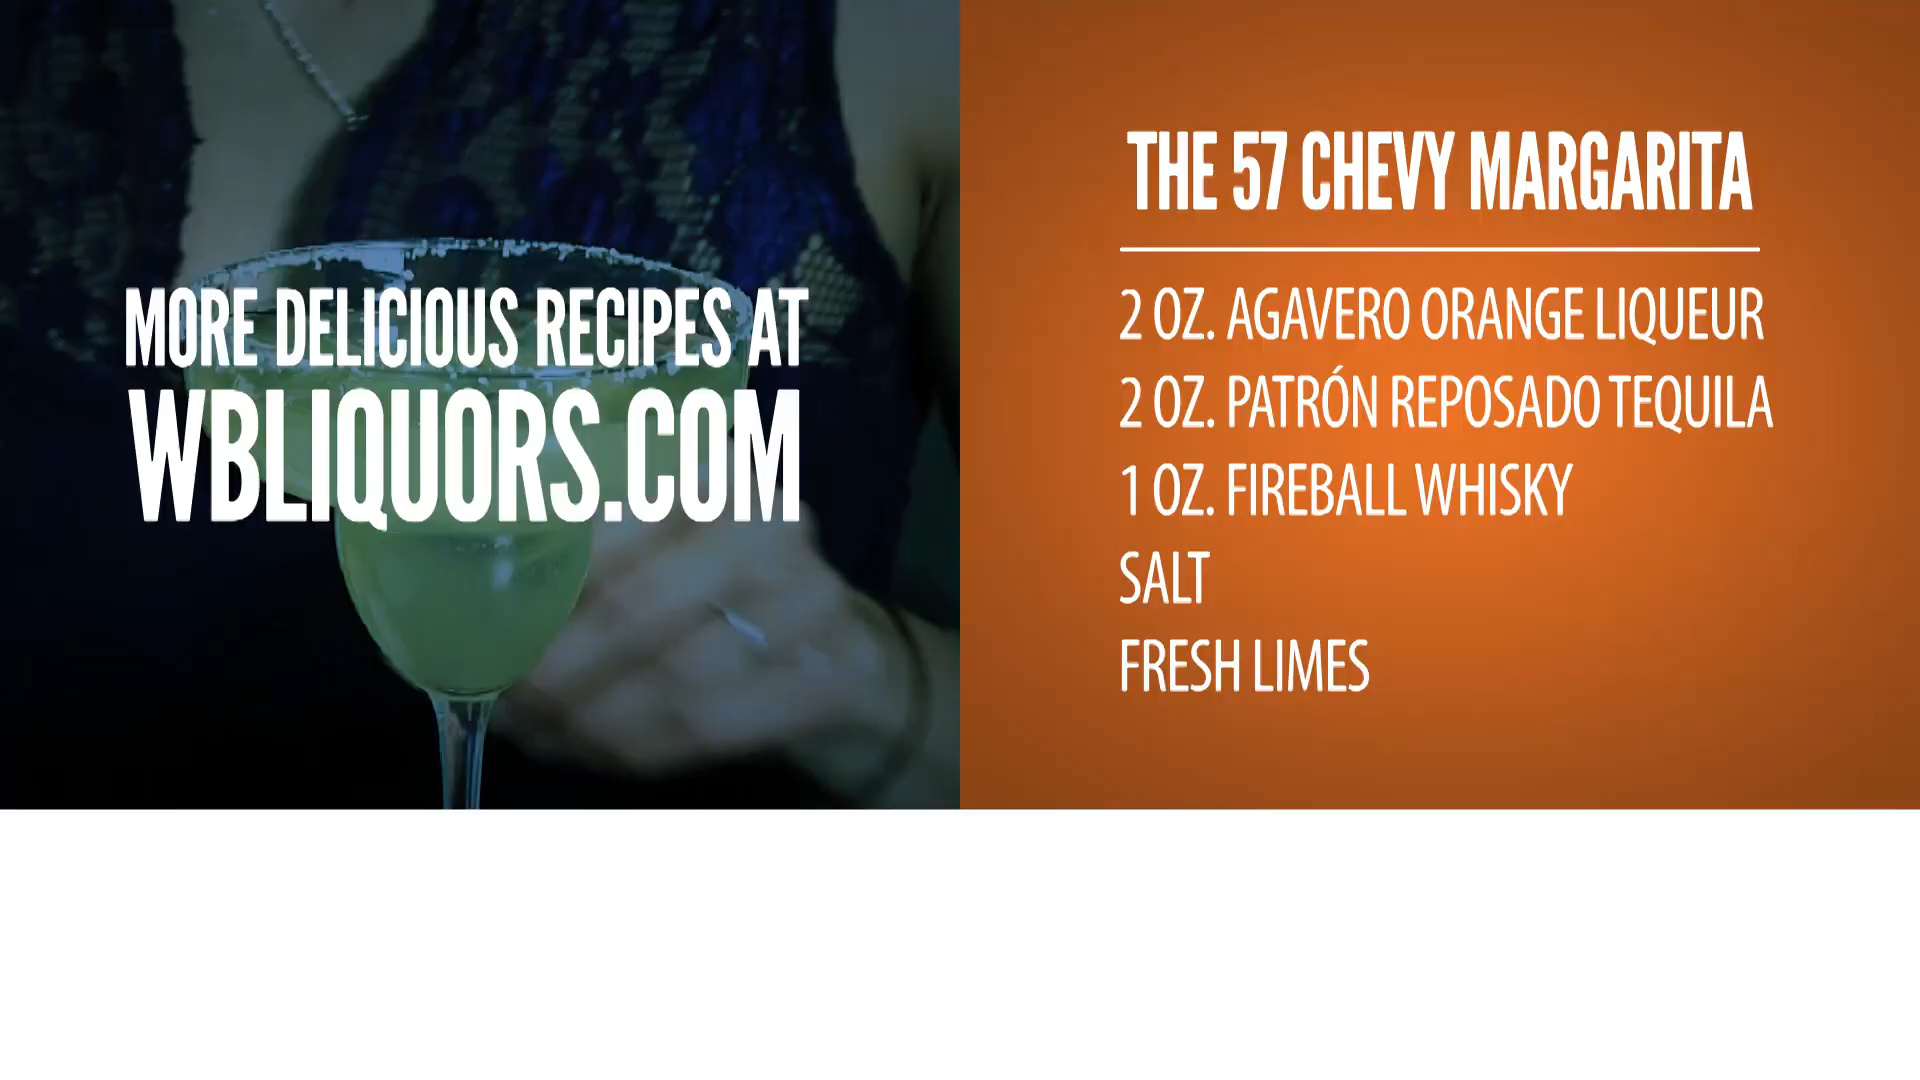 MORE DELICIOUS RECIPES AT
WBLIQUORS.COM
THE 57 CHEVY MARGARITA
2 OZ. AGAVERO ORANGE LIQUEUR
2 OZ. PATRÓN REPOSADO TEQUILA
1 OZ. FIREBALL WHISKY
SALT
FRESH LIMES